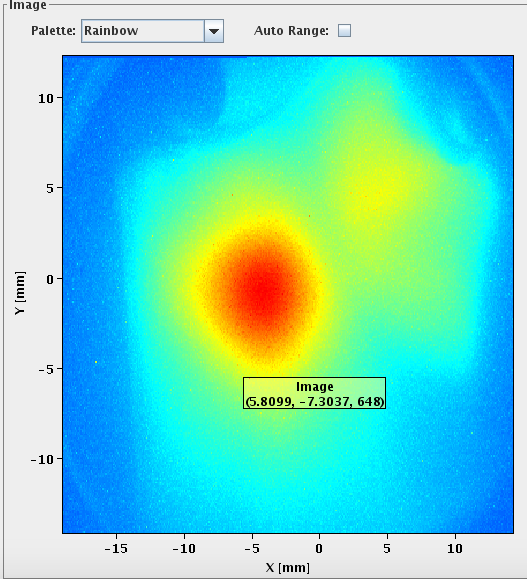 Image
Palette: Rainbow Auto Range:
10
5
0
-5
-10
Y [mm]
Image
(5.8099, -7.3037, 648)
-15 -10 -5 0 5 10
X [mm]